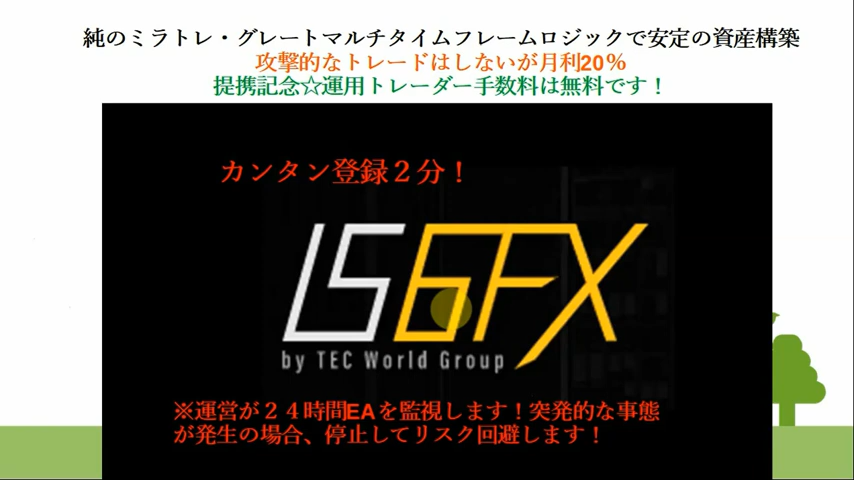 純のミラトレ・グレートマルチタイムフレームロジックで安定の資産構築
攻撃的なトレードはしないが月利20%
提携記念☆運用トレーダー手数料は無料です！
カンタン登録２分！
IS6FX
by TEC World Group
※運営が２４時間EAを監視します！突発的な事態
が発生の場合、停止してリスク回避します！